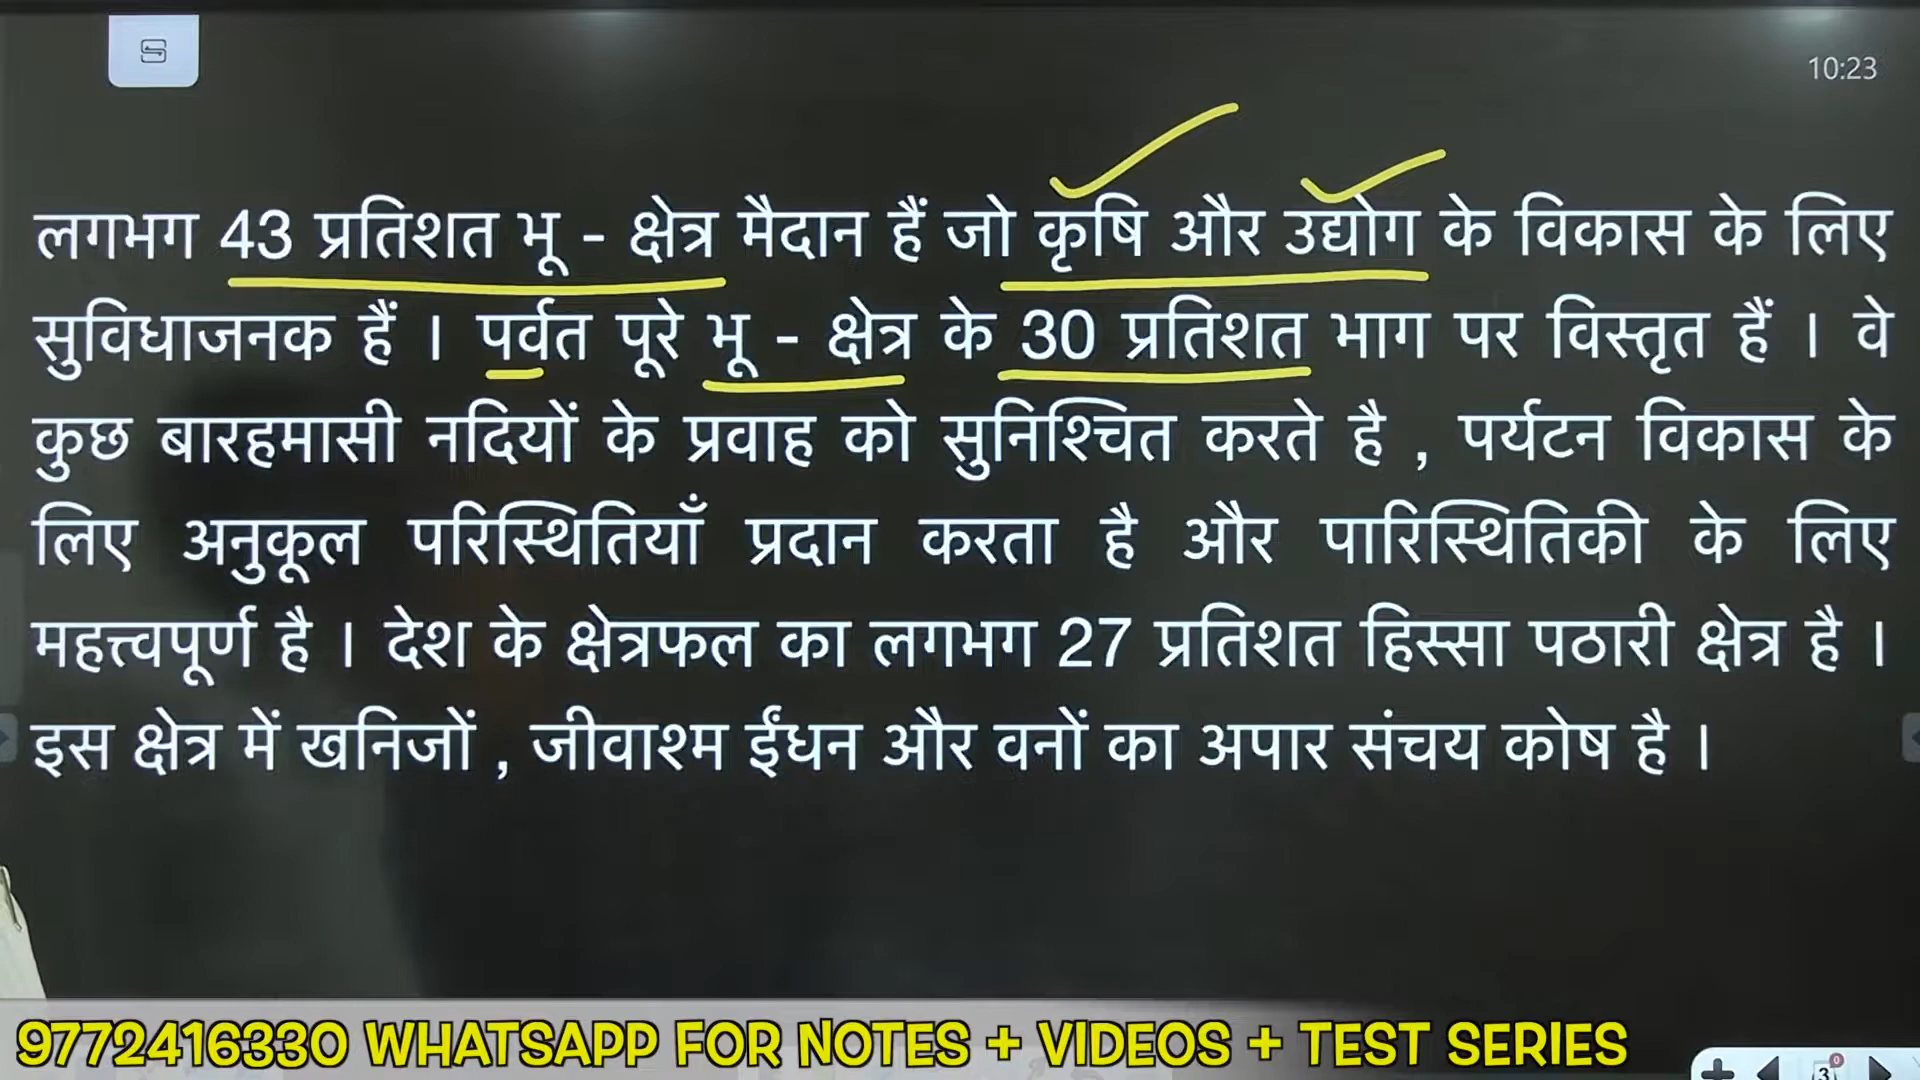 10:23
लगभग 43 प्रतिशत भू - क्षेत्र मैदान हैं जो कृषि और उद्योग के विकास के लिए
सुविधाजनक हैं । पर्वत पूरे भू - क्षेत्र के 30 प्रतिशत भाग पर विस्तृत हैं । वे
कुछ बारहमासी नदियों के प्रवाह को सुनिश्चित करते है , पर्यटन विकास के
लिए अनुकूल परिस्थितियाँ प्रदान करता है और पारिस्थितिकी के लिए
महत्त्वपूर्ण है । देश के क्षेत्रफल का लगभग 27 प्रतिशत हिस्सा पठारी क्षेत्र है ।
इस क्षेत्र में खनिजों , जीवाश्म ईंधन और वनों का अपार संचय कोष है ।
9772416330 WHATSAPP FOR NOTES + VIDEOS + TEST SERIES
3
0